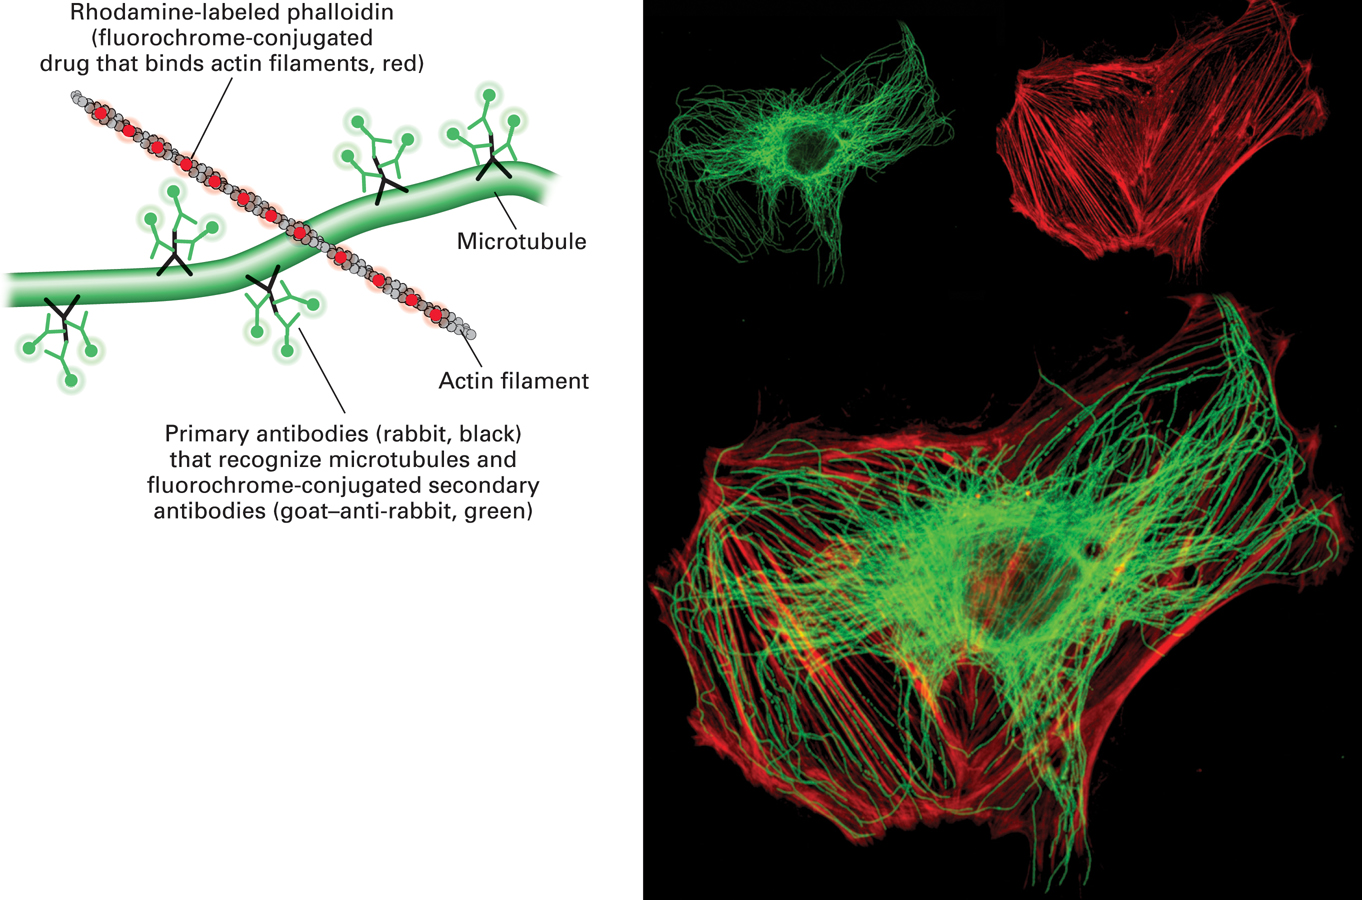 Rhodamine-labeled phalloidin
(fluorochrome-conjugated
drug that binds actin filaments, red)
Microtubule
Actin filament
Primary antibodies (rabbit, black)
that recognize microtubules and
fluorochrome-conjugated secondary
antibodies (goat–anti-rabbit, green)